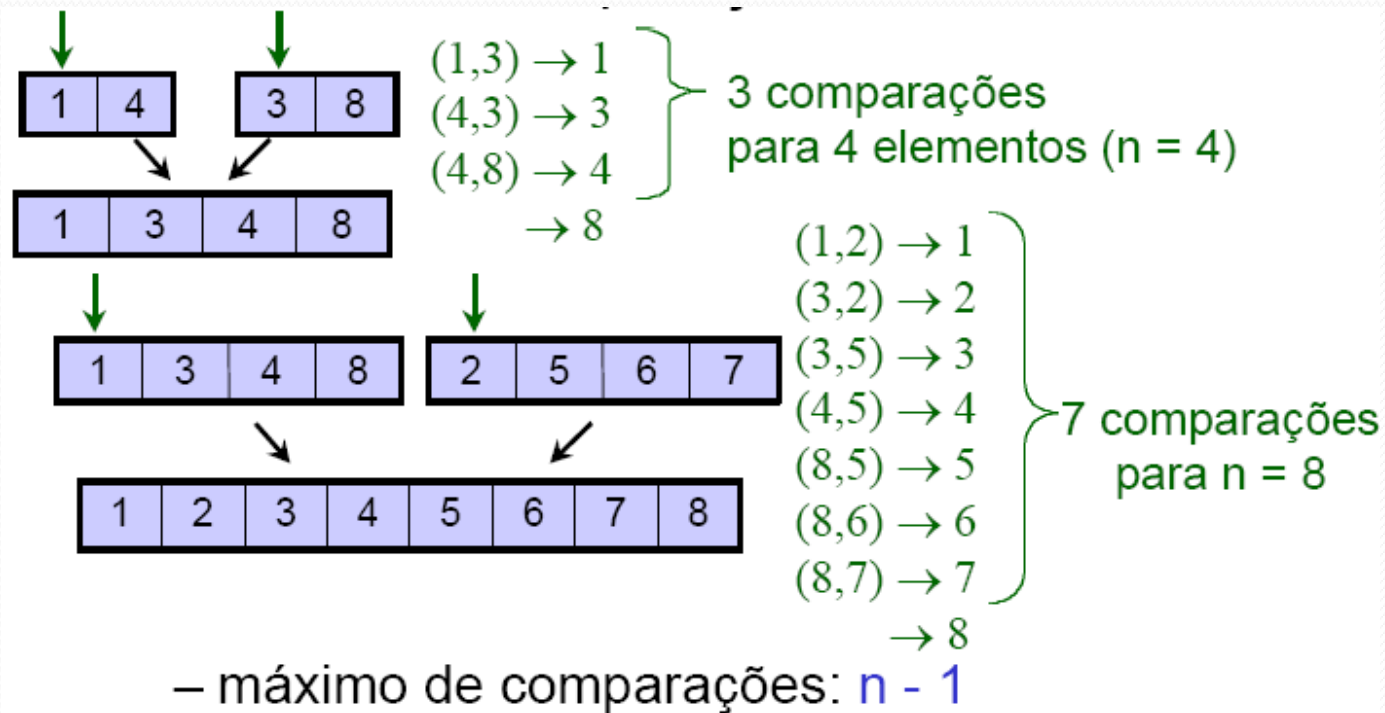 1 4 3 8
(1,3) → 1
(4,3) → 3
(4,8) → 4
→ 8
3 comparações
para 4 elementos (n = 4)
1 3 4 8
1 3 4 8 2 5 6 7
1 2 3 4 5 6 7 8
(1,2) → 1
(3,2) → 2
(3,5) → 3
(4,5) → 4
(8,5) → 5
(8,6) → 6
(8,7) → 7
→ 8
7 comparações
para n = 8
– máximo de comparações: n - 1